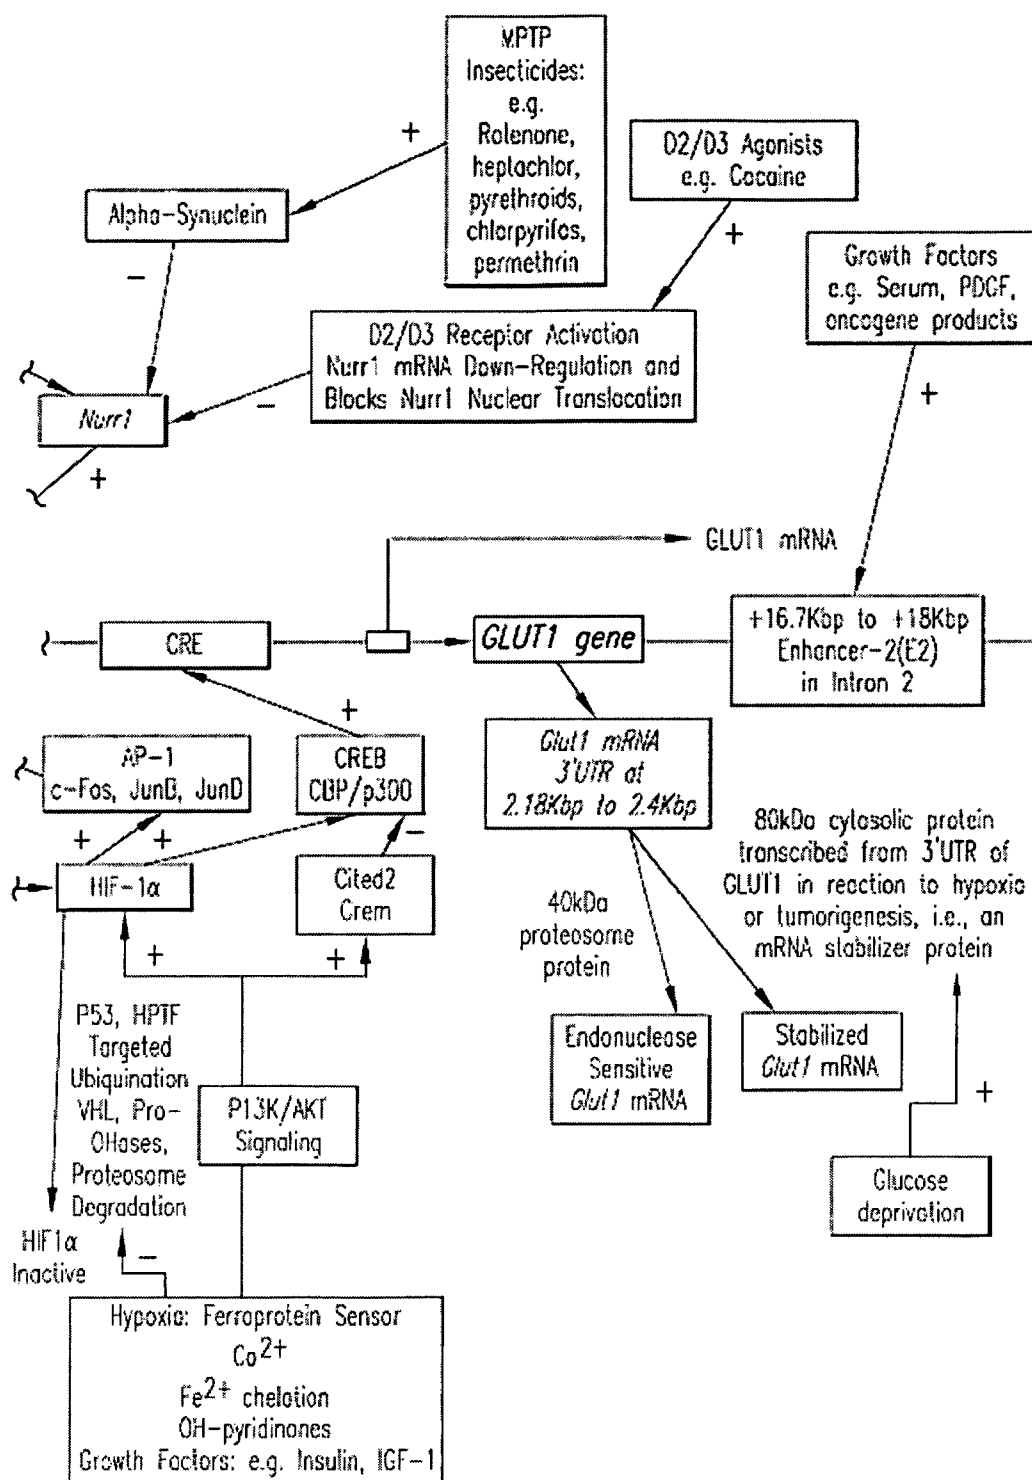 MPTP
Insecticides:
e.g.
Rolenone,
heptachlor,
pyrethroids,
chlorpyrifos,
permethrin
+
D2/D3 Agonists
e.g. Cocaine
+
Alpha-Synuclein
-
Growth Factors
e.g. Serum, PDGF,
oncogene products
+
D2/D3 Receptor Activation
Nurr1 mRNA Down-Regulation and
Blocks Nurr1 Nuclear Translocation
-
Nurr1
+
GLUT1 mRNA
CRE
GLUT1 gene
+16.7Kbp to +18Kbp
Enhancer-2(E2)
in Intron 2
+
AP-1
c-Fos, JunB, JunD
CREB
CBP/p300
Glut1 mRNA
3'UTR at
2.18Kbp to 2.4Kbp
+
+
-
HIF-1α
Cited2
Crem
80kDa cytosolic protein
transcribed from 3'UTR of
GLUT1 in reaction to hypoxia
or tumorigenesis, i.e., an
mRNA stabilizer protein
40kDa
proteosome
protein
+
+
P53, HPTF
Targeted
Ubiquination
VHL, Pro-
OHases,
Proteosome
Degradation
P13K/AKT
Signaling
Endonuclease
Sensitive
Glut1 mRNA
Stabilized
Glut1 mRNA
+
Glucose
deprivation
HIF1α
Inactive
-
Hypoxia: Ferroprotein Sensor
Co2+
Fe2+ chelation
OH-pyridinones
Growth Factors: e.g. Insulin, IGF-1